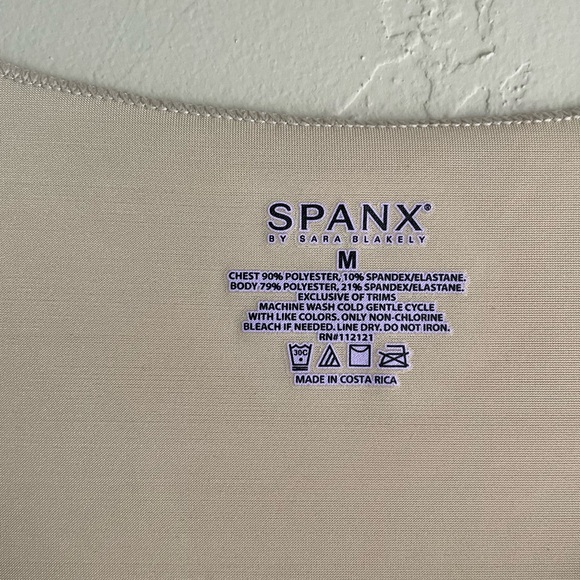 SPANX®
BY SARA BLAKELY
M
CHEST 90% POLYESTER, 10% SPANDEX/ELASTANE.
BODY 79% POLYESTER, 21% SPANDEX/ELASTANE.
EXCLUSIVE OF TRIMS
MACHINE WASH COLD GENTLE CYCLE
WITH LIKE COLORS. ONLY NON-CHLORINE
BLEACH IF NEEDED. LINE DRY. DO NOT IRON.
RN#112121
30C
MADE IN COSTA RICA